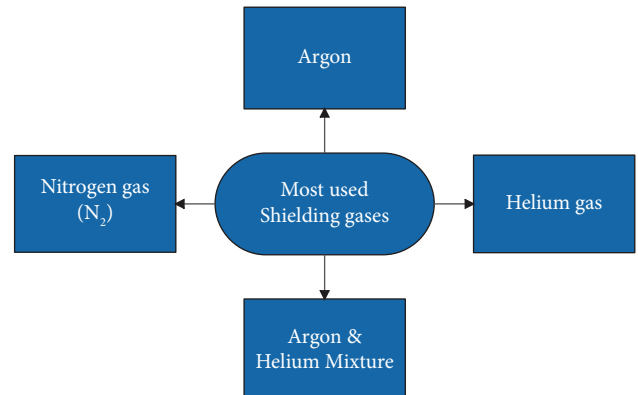 Argon
Nitrogen gas
(N₂)
Most used
Shielding gases
Helium gas
Argon &
Helium Mixture